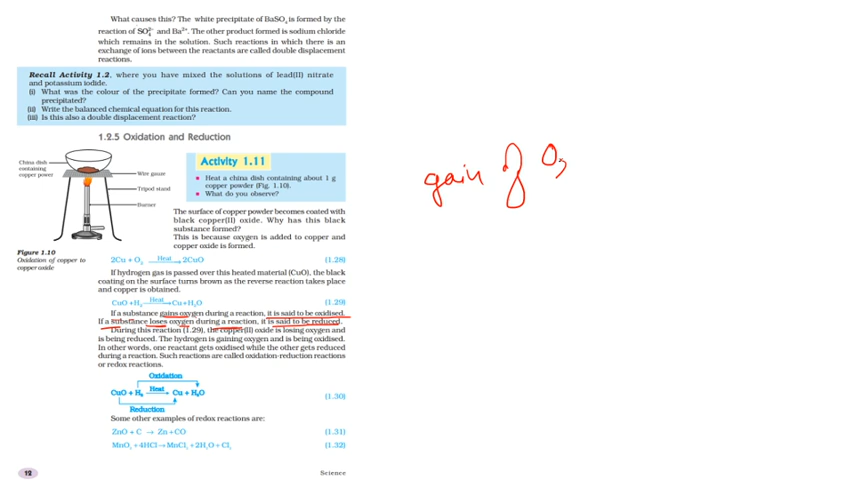 What causes this? The white precipitate of BaSO₄ is formed by the
reaction of SO₄²⁻ and Ba²⁺. The other product formed is sodium chloride
which remains in the solution. Such reactions in which there is an
exchange of ions between the reactants are called double displacement
reactions.
Recall Activity 1.2, where you have mixed the solutions of lead(II) nitrate
and potassium iodide.
(i) What was the colour of the precipitate formed? Can you name the compound
precipitated?
(ii) Write the balanced chemical equation for this reaction.
(iii) Is this also a double displacement reaction?
1.2.5 Oxidation and Reduction
China dish
containing
copper power
Wire gauze
Tripod stand
Burner
Figure 1.10
Oxidation of copper to
copper oxide
Activity 1.11
• Heat a china dish containing about 1 g
copper powder (Fig. 1.10).
• What do you observe?
The surface of copper powder becomes coated with
black copper(II) oxide. Why has this black
substance formed?
This is because oxygen is added to copper and
copper oxide is formed.
2Cu + O₂ Heat→ 2CuO (1.28)
If hydrogen gas is passed over this heated material (CuO), the black
coating on the surface turns brown as the reverse reaction takes place
and copper is obtained.
CuO + H₂ Heat→ Cu + H₂O (1.29)
If a substance gains oxygen during a reaction, it is said to be oxidised.
If a substance loses oxygen during a reaction, it is said to be reduced.
During this reaction (1.29), the copper(II) oxide is losing oxygen and
is being reduced. The hydrogen is gaining oxygen and is being oxidised.
In other words, one reactant gets oxidised while the other gets reduced
during a reaction. Such reactions are called oxidation-reduction reactions
or redox reactions.
Oxidation
CuO + H₂ Heat→ Cu + H₂O (1.30)
Reduction
Some other examples of redox reactions are:
ZnO + C → Zn + CO (1.31)
MnO₂ + 4HCl → MnCl₂ + 2H₂O + Cl₂ (1.32)
12 Science
gain of O₂